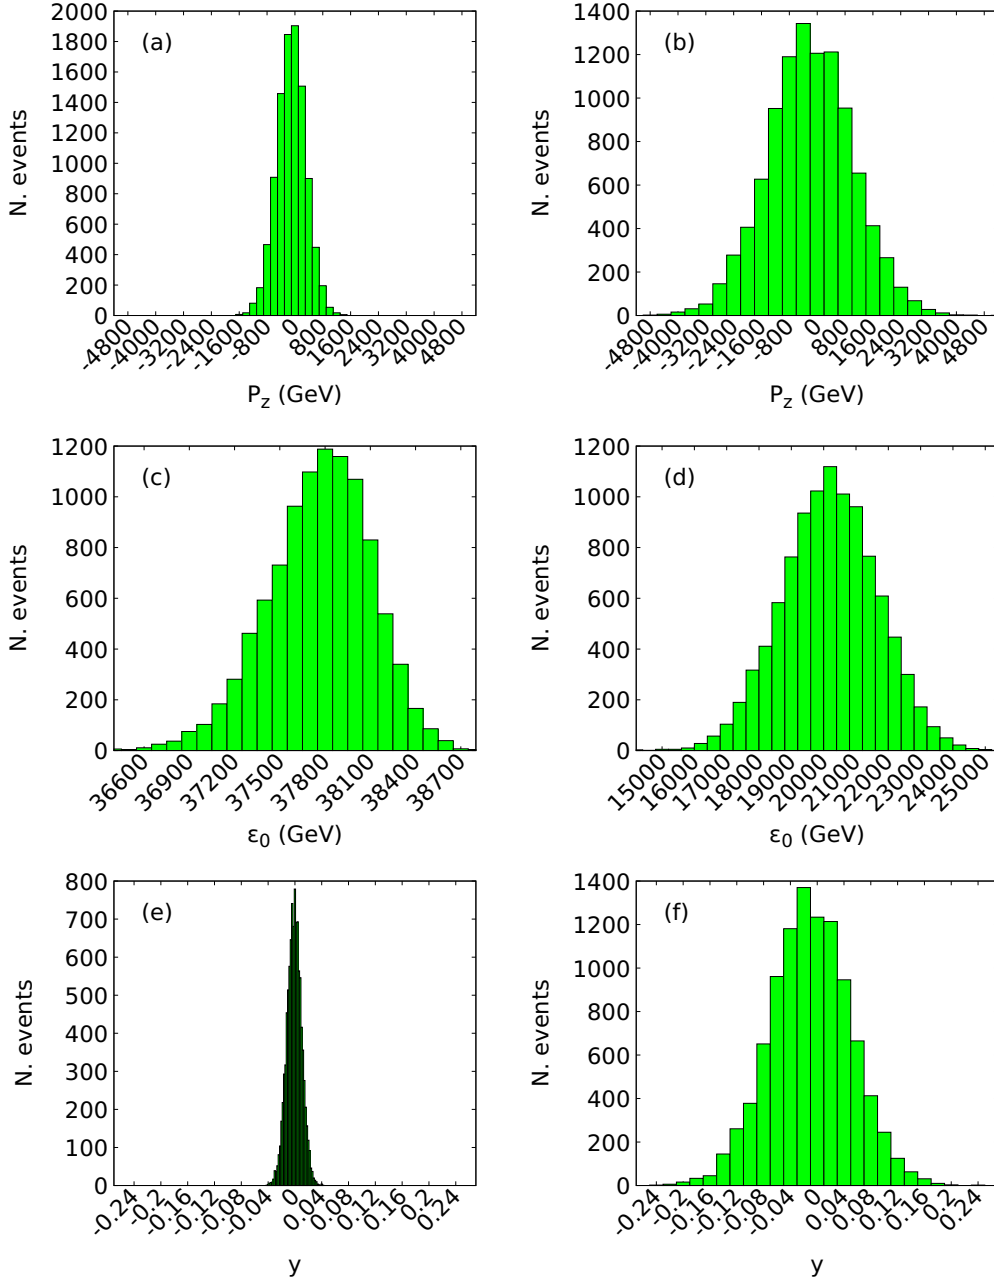 2000
1800
1600
1400
1200
1000
800
600
400
200
0
N. events
(a)
-4800 -4000 -3200 -2400 -1600 -800 0 800 1600 2400 3200 4000 4800
P_z (GeV)
1400
1200
1000
800
600
400
200
0
N. events
(b)
-4800 -4000 -3200 -2400 -1600 -800 0 800 1600 2400 3200 4000 4800
P_z (GeV)
1200
1000
800
600
400
200
0
N. events
(c)
36600 36900 37200 37500 37800 38100 38400 38700
ε_0 (GeV)
1200
1000
800
600
400
200
0
N. events
(d)
15000 16000 17000 18000 19000 20000 21000 22000 23000 24000 25000
ε_0 (GeV)
800
700
600
500
400
300
200
100
0
N. events
(e)
-0.24 -0.2 -0.16 -0.12 -0.08 -0.04 0 0.04 0.08 0.12 0.16 0.2 0.24
y
1400
1200
1000
800
600
400
200
0
N. events
(f)
-0.24 -0.2 -0.16 -0.12 -0.08 -0.04 0 0.04 0.08 0.12 0.16 0.2 0.24
y